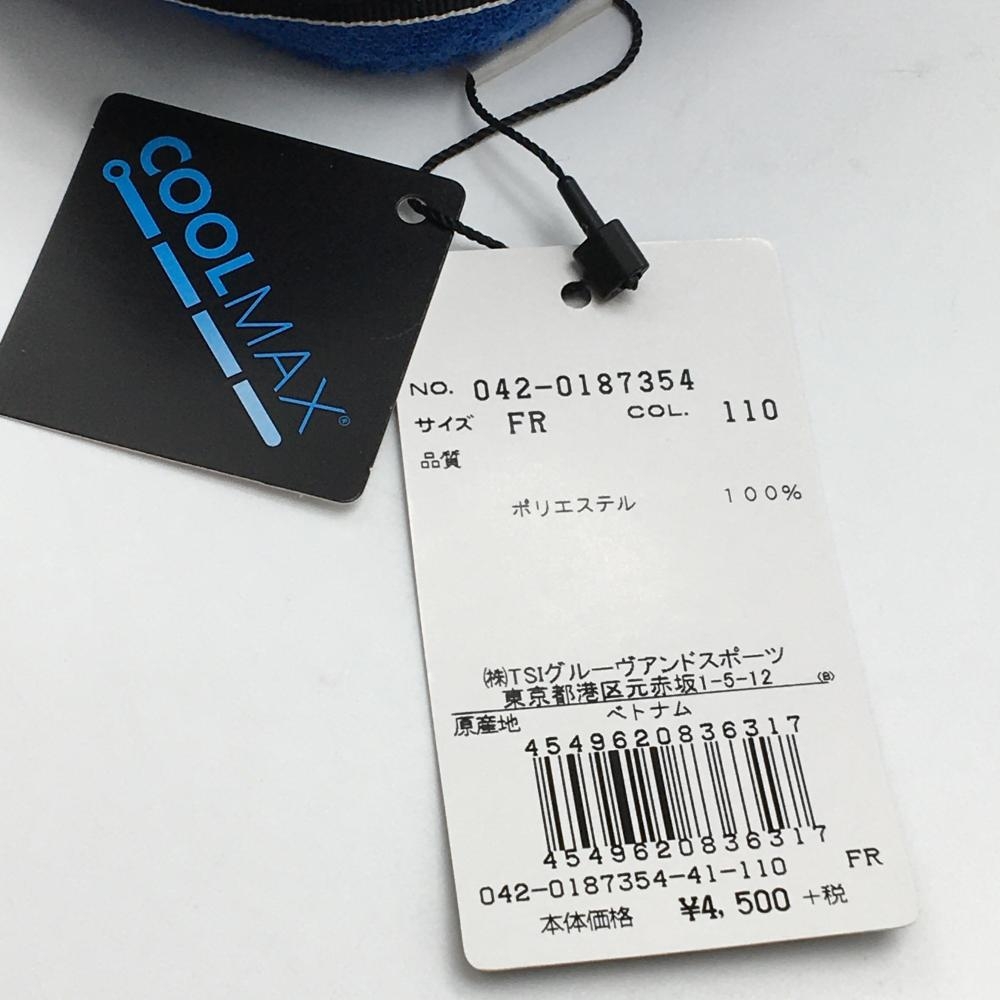 COOLMAX®
NO. 042-0187354
サイズ FR COL. 110
品質
ポリエステル 100%
㈱TSIグルーヴアンドスポーツ
東京都港区元赤坂1-5-12 (B)
原産地 ベトナム
4549620836317
4549620836317
042-0187354-41-110 FR
本体価格 ¥4,500 +税